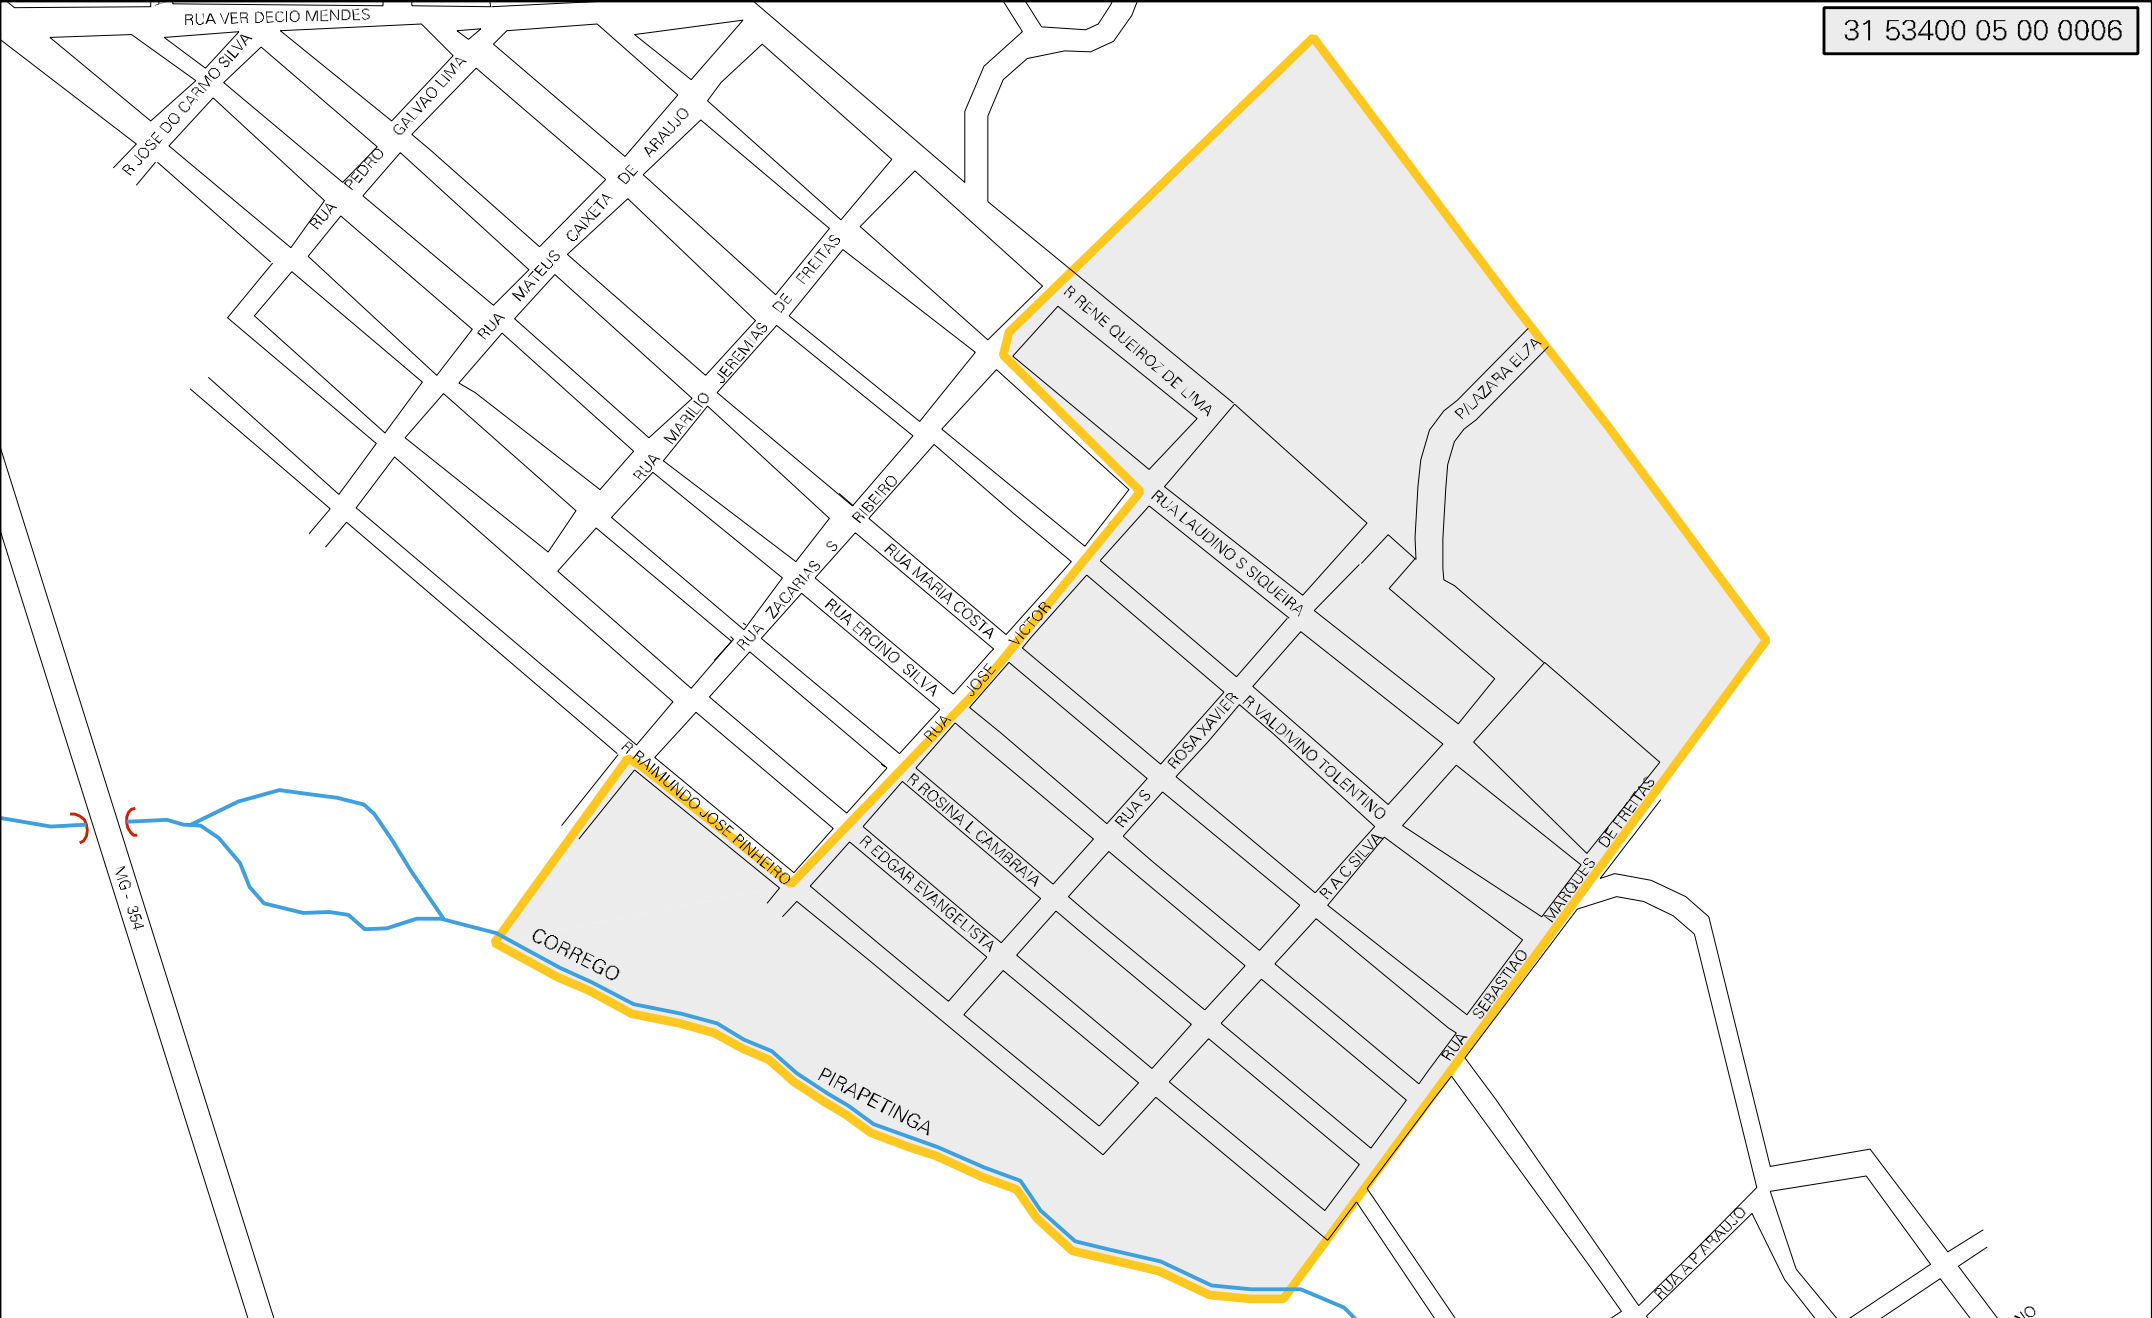 RUA VER DECIO MENDES
31 53400 05 00 0006
R JOSE DO CARMO SILVA
RUA PEDRO GALVAO LIMA
RUA MATEUS CAIXETA DE ARAUJO
RUA MARILIO JEREMIAS DE FREITAS
R RENE QUEIROZ DE LIMA
P/LAZARA ELZA
RUA ZACARIAS S RIBEIRO
RUA MARIA COSTA
RUA ERCINO SILVA
RUA LAUDINO S SIQUEIRA
RUA JOSE VICTOR
R VALDIVINO TOLENTINO
RUA S ROSA XAVIER
R RAIMUNDO JOSE PINHEIRO
R ROSINA L CAMBRAIA
R EDGAR EVANGELISTA
R A C SILVA
RUA SEBASTIAO MARQUES DE FREITAS
MG - 354
CORREGO
PIRAPETINGA
RUA A P ARAUJO